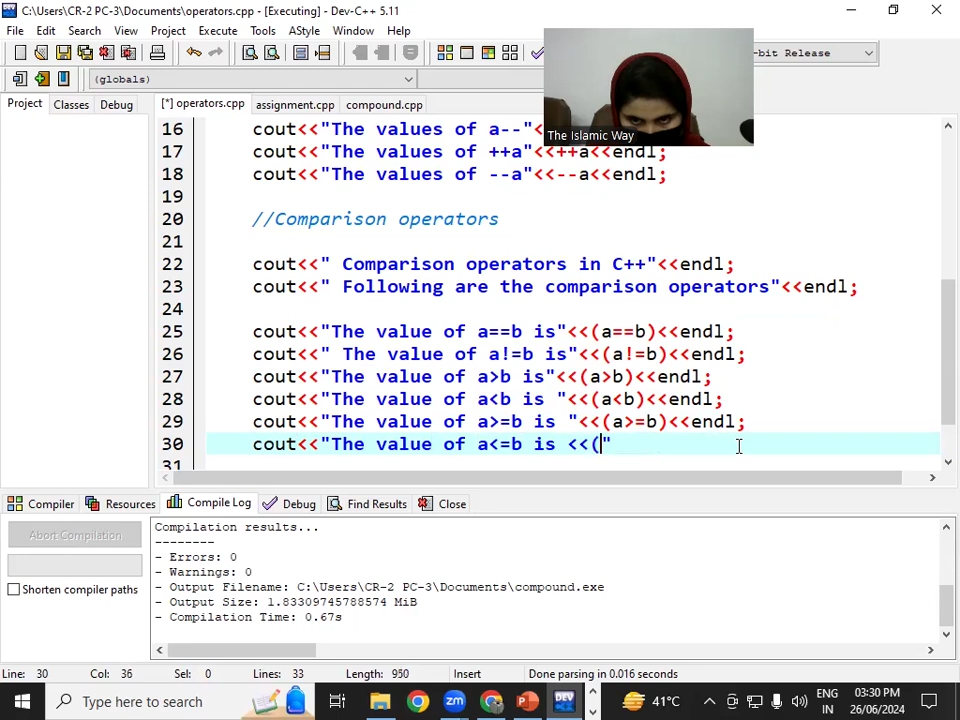 C:\Users\CR-2 PC-3\Documents\operators.cpp - [Executing] - Dev-C++ 5.11
File Edit Search View Project Execute Tools AStyle Window Help
-bit Release
(globals)
Project Classes Debug [*] operators.cpp assignment.cpp compound.cpp
The Islamic Way
16 cout<<"The values of a--"<
17 cout<<"The values of ++a"<<++a<<endl;
18 cout<<"The values of --a"<<--a<<endl;
19
20 //Comparison operators
21
22 cout<<" Comparison operators in C++"<<endl;
23 cout<<" Following are the comparison operators"<<endl;
24
25 cout<<"The value of a==b is"<<(a==b)<<endl;
26 cout<<" The value of a!=b is"<<(a!=b)<<endl;
27 cout<<"The value of a>b is"<<(a>b)<<endl;
28 cout<<"The value of a<b is "<<(a<b)<<endl;
29 cout<<"The value of a>=b is "<<(a>=b)<<endl;
30 cout<<"The value of a<=b is <<("
31
Compiler Resources Compile Log Debug Find Results Close
Abort Compilation
Shorten compiler paths
Compilation results...
--------
- Errors: 0
- Warnings: 0
- Output Filename: C:\Users\CR-2 PC-3\Documents\compound.exe
- Output Size: 1.83309745788574 MiB
- Compilation Time: 0.67s
Line: 30 Col: 36 Sel: 0 Lines: 33 Length: 950 Insert Done parsing in 0.016 seconds
Type here to search
zm
DEV
41°C
ENG
IN
03:30 PM
26/06/2024